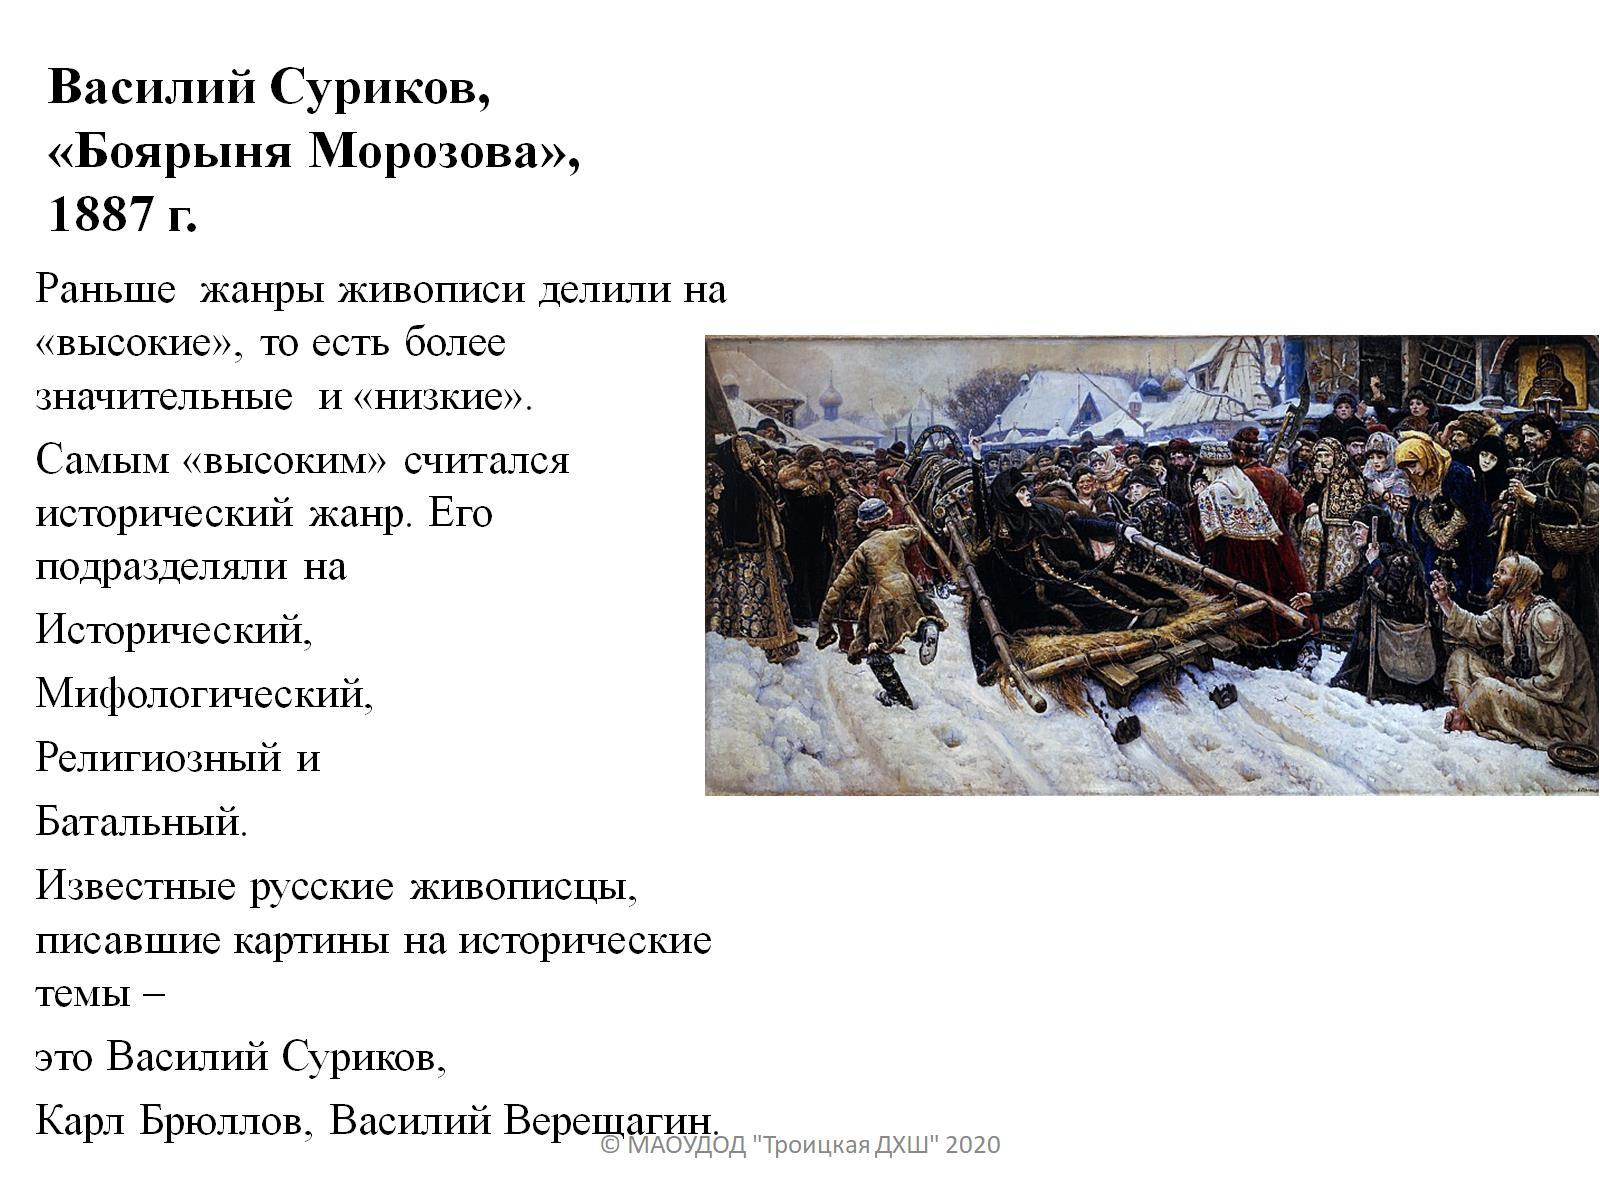 Василий Суриков,
«Боярыня Морозова»,
1887 г.
Раньше  жанры живописи делили на
«высокие», то есть более
значительные  и «низкие».
Самым «высоким» считался
исторический жанр. Его
подразделяли на
Исторический,
Мифологический,
Религиозный и
Батальный.
Известные русские живописцы,
писавшие картины на исторические
темы –
это Василий Суриков,
Карл Брюллов, Василий Верещагин.
© МАОУДОД "Троицкая ДХШ" 2020